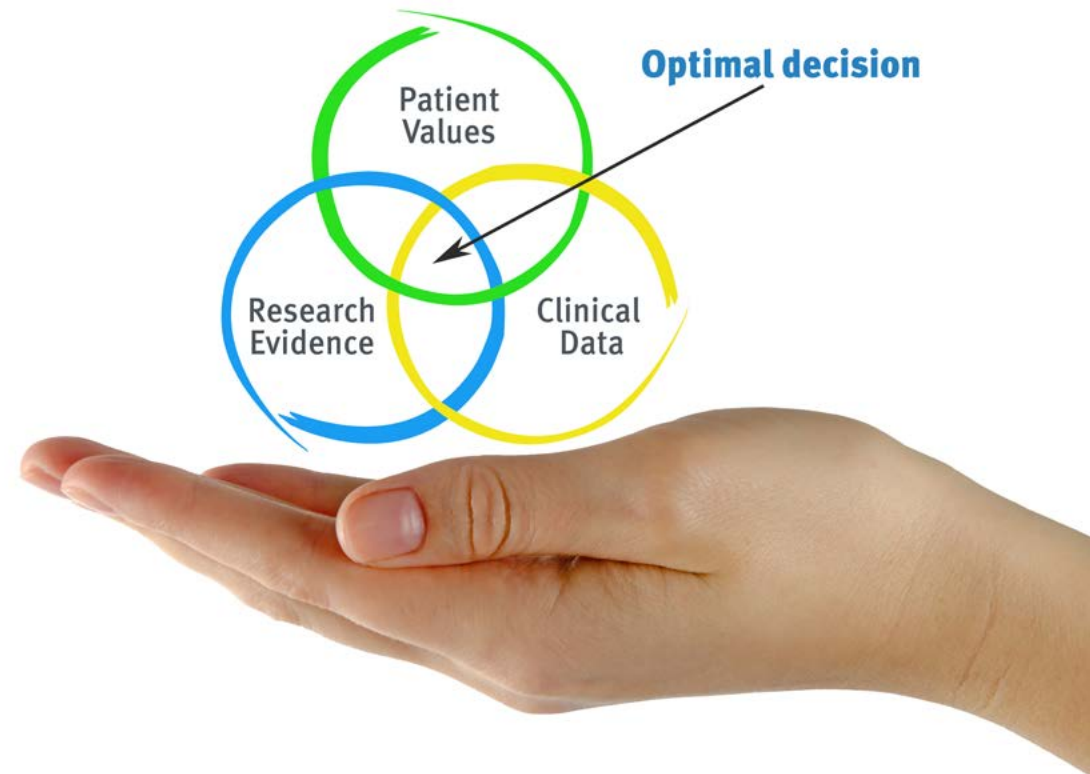 Optimal decision
Patient
Values
Research
Evidence
Clinical
Data